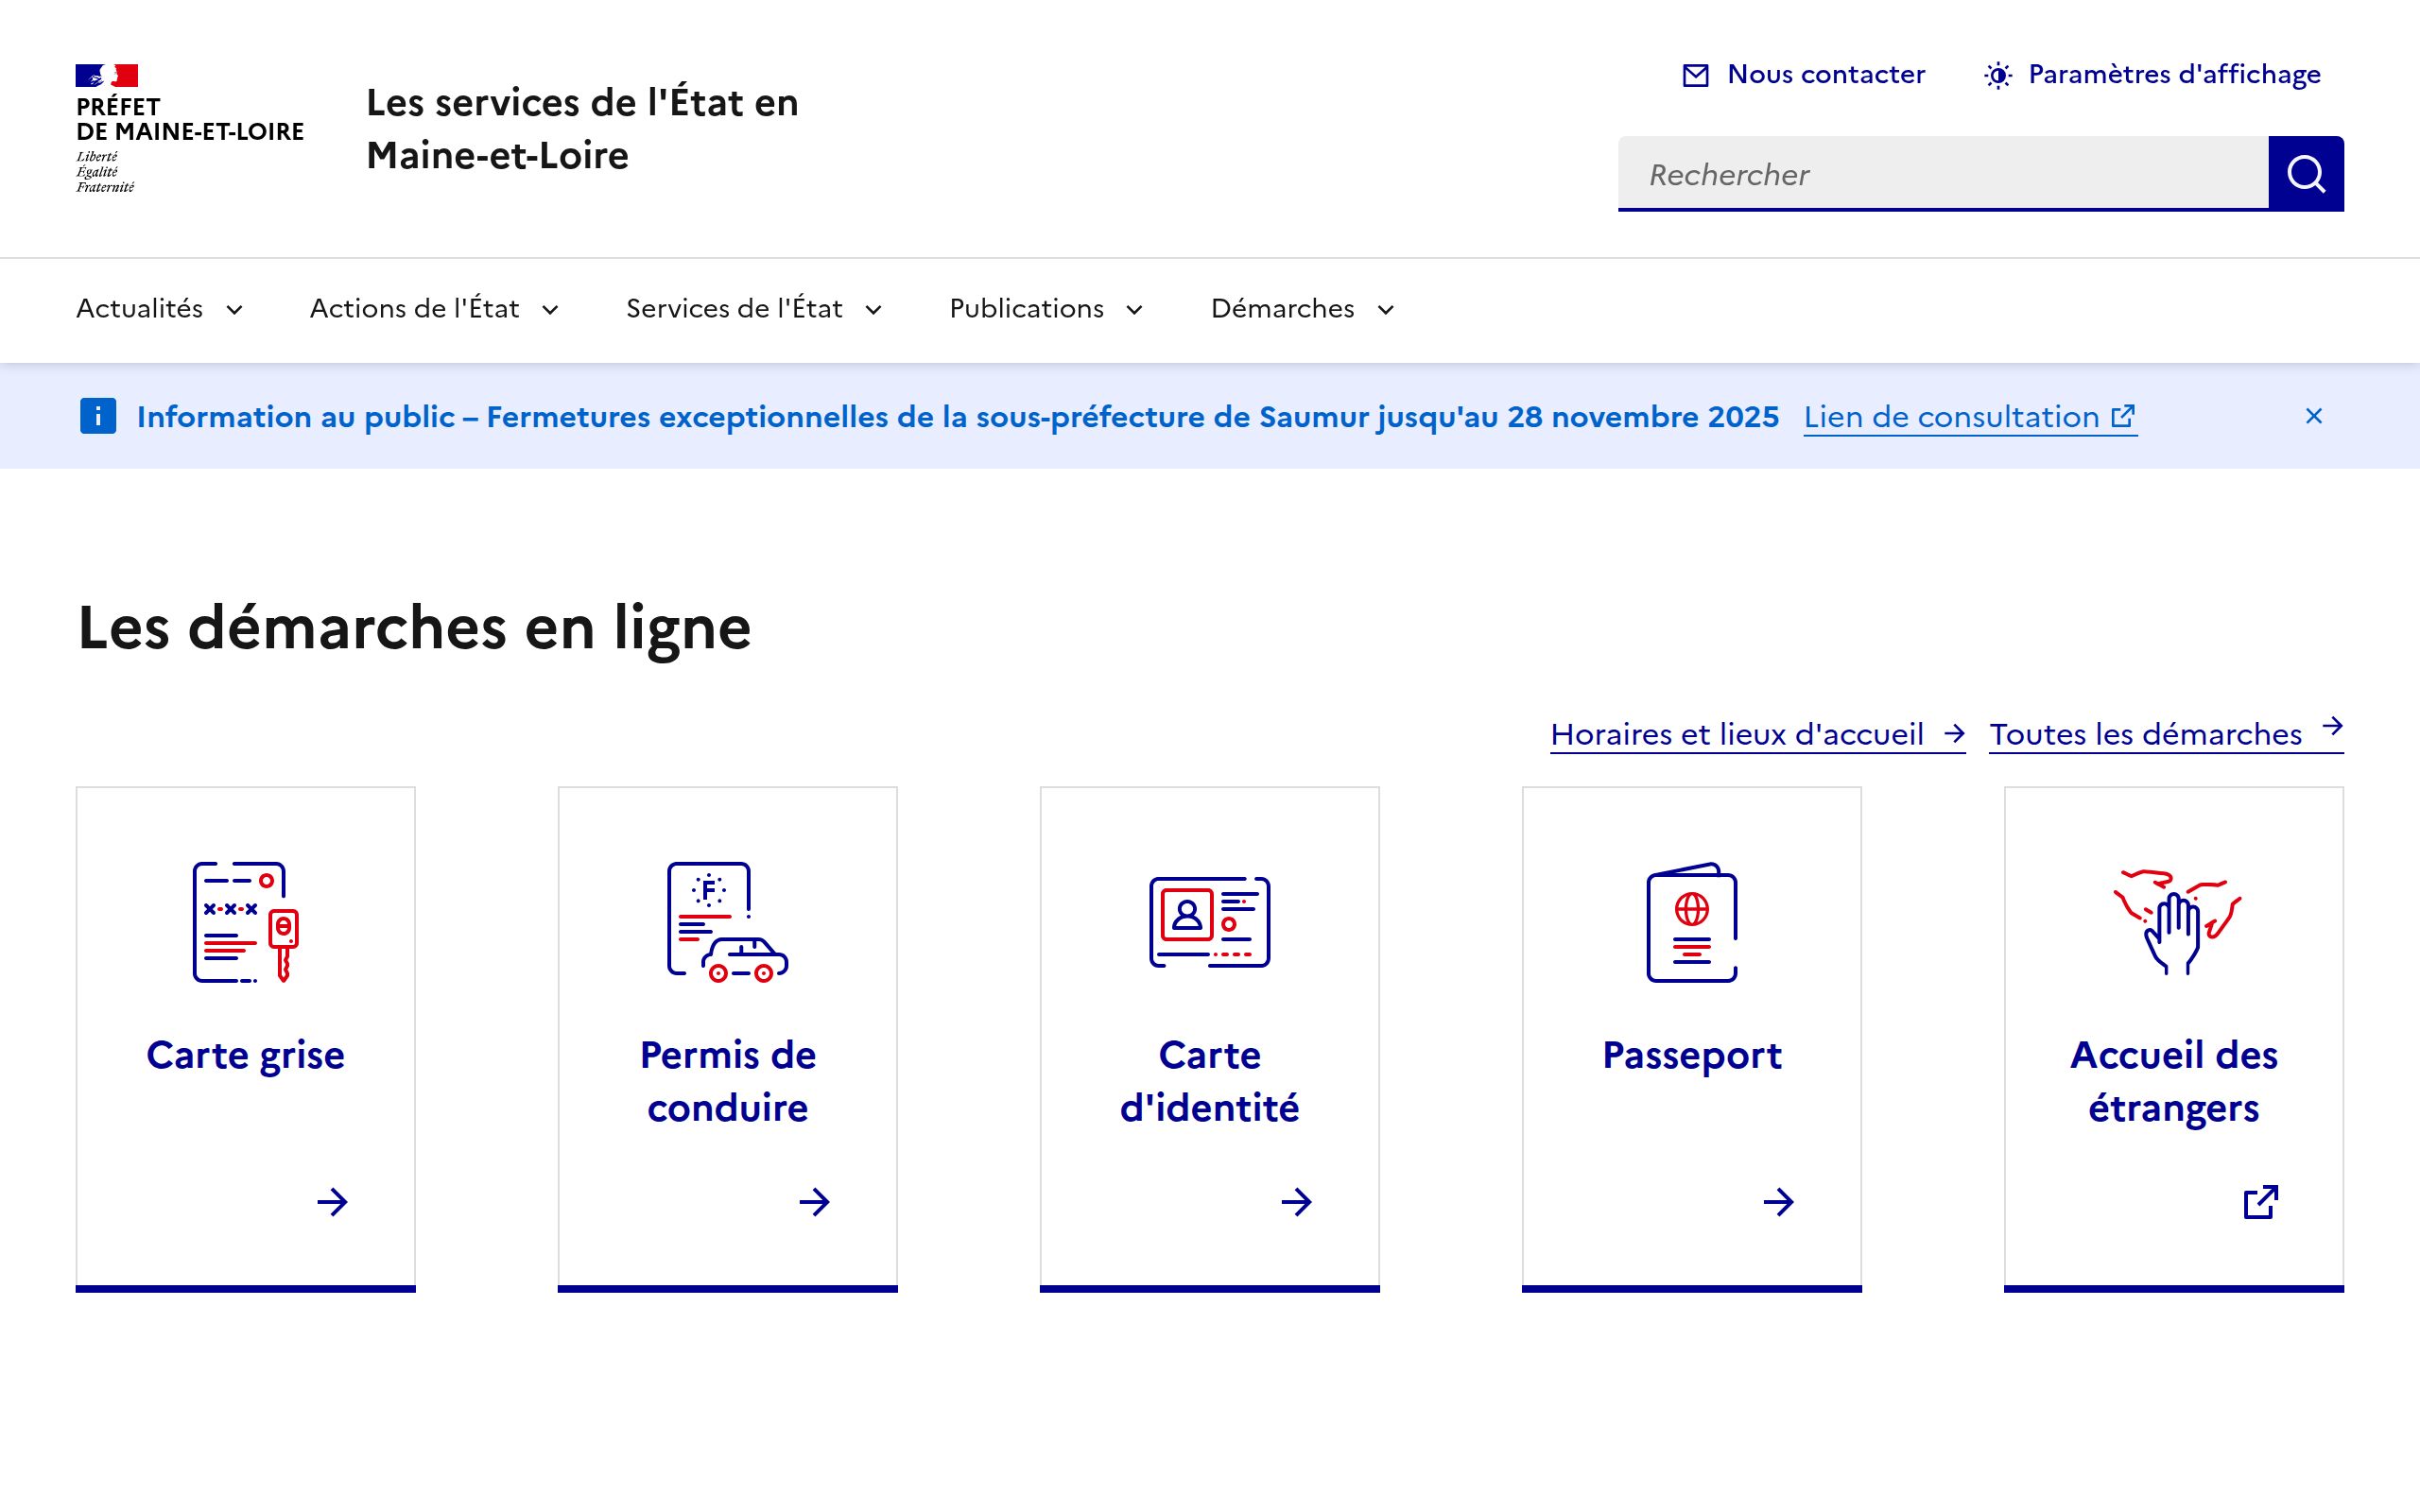 PRÉFET
DE MAINE-ET-LOIRE
Liberté
Égalité
Fraternité
Les services de l'État en
Maine-et-Loire
Nous contacter
Paramètres d'affichage
Rechercher
Actualités
Actions de l'État
Services de l'État
Publications
Démarches
Information au public – Fermetures exceptionnelles de la sous-préfecture de Saumur jusqu'au 28 novembre 2025 Lien de consultation
Les démarches en ligne
Horaires et lieux d'accueil
Toutes les démarches
Carte grise
F
Permis de
conduire
Carte
d'identité
Passeport
Accueil des
étrangers